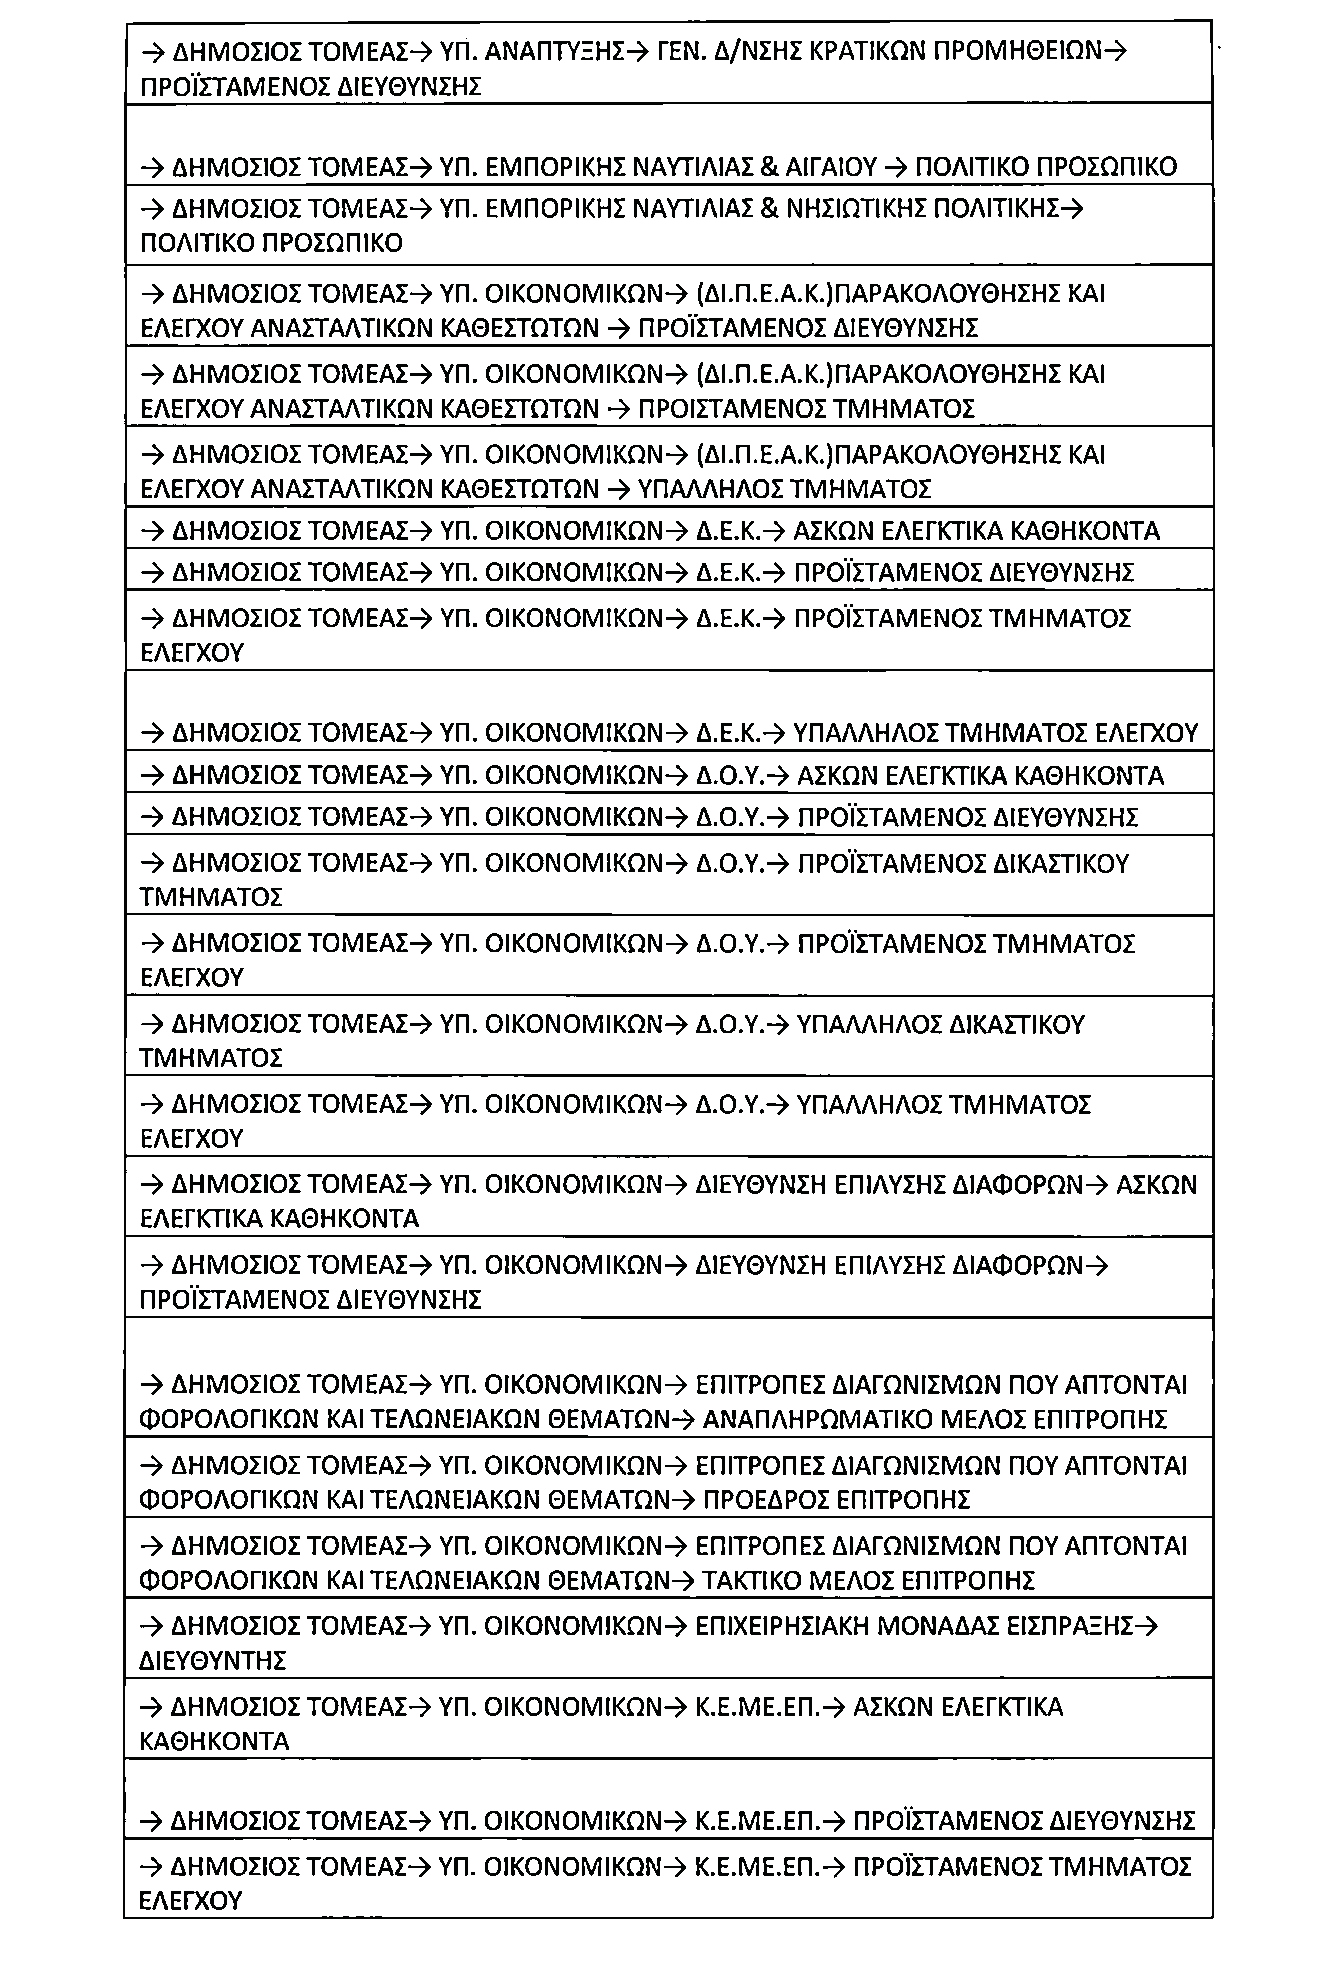 → ΔΗΜΟΣΙΟΣ ΤΟΜΕΑΣ→ ΥΠ. ΑΝΑΠΤΥΞΗΣ→ ΓΕΝ. Δ/ΝΣΗΣ ΚΡΑΤΙΚΩΝ ΠΡΟΜΗΘΕΙΩΝ→
ΠΡΟΪΣΤΑΜΕΝΟΣ ΔΙΕΥΘΥΝΣΗΣ
→ ΔΗΜΟΣΙΟΣ ΤΟΜΕΑΣ→ ΥΠ. ΕΜΠΟΡΙΚΗΣ ΝΑΥΤΙΛΙΑΣ & ΑΙΓΑΙΟΥ → ΠΟΛΙΤΙΚΟ ΠΡΟΣΩΠΙΚΟ
→ ΔΗΜΟΣΙΟΣ ΤΟΜΕΑΣ→ ΥΠ. ΕΜΠΟΡΙΚΗΣ ΝΑΥΤΙΛΙΑΣ & ΝΗΣΙΩΤΙΚΗΣ ΠΟΛΙΤΙΚΗΣ→
ΠΟΛΙΤΙΚΟ ΠΡΟΣΩΠΙΚΟ
→ ΔΗΜΟΣΙΟΣ ΤΟΜΕΑΣ→ ΥΠ. ΟΙΚΟΝΟΜΙΚΩΝ→ (ΔΙ.Π.Ε.Α.Κ.)ΠΑΡΑΚΟΛΟΥΘΗΣΗΣ ΚΑΙ
ΕΛΕΓΧΟΥ ΑΝΑΣΤΑΛΤΙΚΩΝ ΚΑΘΕΣΤΩΤΩΝ → ΠΡΟΪΣΤΑΜΕΝΟΣ ΔΙΕΥΘΥΝΣΗΣ
→ ΔΗΜΟΣΙΟΣ ΤΟΜΕΑΣ→ ΥΠ. ΟΙΚΟΝΟΜΙΚΩΝ→ (ΔΙ.Π.Ε.Α.Κ.)ΠΑΡΑΚΟΛΟΥΘΗΣΗΣ ΚΑΙ
ΕΛΕΓΧΟΥ ΑΝΑΣΤΑΛΤΙΚΩΝ ΚΑΘΕΣΤΩΤΩΝ → ΠΡΟΙΣΤΑΜΕΝΟΣ ΤΜΗΜΑΤΟΣ
→ ΔΗΜΟΣΙΟΣ ΤΟΜΕΑΣ→ ΥΠ. ΟΙΚΟΝΟΜΙΚΩΝ→ (ΔΙ.Π.Ε.Α.Κ.)ΠΑΡΑΚΟΛΟΥΘΗΣΗΣ ΚΑΙ
ΕΛΕΓΧΟΥ ΑΝΑΣΤΑΛΤΙΚΩΝ ΚΑΘΕΣΤΩΤΩΝ → ΥΠΑΛΛΗΛΟΣ ΤΜΗΜΑΤΟΣ
→ ΔΗΜΟΣΙΟΣ ΤΟΜΕΑΣ→ ΥΠ. ΟΙΚΟΝΟΜΙΚΩΝ→ Δ.Ε.Κ.→ ΑΣΚΩΝ ΕΛΕΓΚΤΙΚΑ ΚΑΘΗΚΟΝΤΑ
→ ΔΗΜΟΣΙΟΣ ΤΟΜΕΑΣ→ ΥΠ. ΟΙΚΟΝΟΜΙΚΩΝ→ Δ.Ε.Κ.→ ΠΡΟΪΣΤΑΜΕΝΟΣ ΔΙΕΥΘΥΝΣΗΣ
→ ΔΗΜΟΣΙΟΣ ΤΟΜΕΑΣ→ ΥΠ. ΟΙΚΟΝΟΜΙΚΩΝ→ Δ.Ε.Κ.→ ΠΡΟΪΣΤΑΜΕΝΟΣ ΤΜΗΜΑΤΟΣ
ΕΛΕΓΧΟΥ
→ ΔΗΜΟΣΙΟΣ ΤΟΜΕΑΣ→ ΥΠ. ΟΙΚΟΝΟΜΙΚΩΝ→ Δ.Ε.Κ.→ ΥΠΑΛΛΗΛΟΣ ΤΜΗΜΑΤΟΣ ΕΛΕΓΧΟΥ
→ ΔΗΜΟΣΙΟΣ ΤΟΜΕΑΣ→ ΥΠ. ΟΙΚΟΝΟΜΙΚΩΝ→ Δ.Ο.Υ.→ ΑΣΚΩΝ ΕΛΕΓΚΤΙΚΑ ΚΑΘΗΚΟΝΤΑ
→ ΔΗΜΟΣΙΟΣ ΤΟΜΕΑΣ→ ΥΠ. ΟΙΚΟΝΟΜΙΚΩΝ→ Δ.Ο.Υ.→ ΠΡΟΪΣΤΑΜΕΝΟΣ ΔΙΕΥΘΥΝΣΗΣ
→ ΔΗΜΟΣΙΟΣ ΤΟΜΕΑΣ→ ΥΠ. ΟΙΚΟΝΟΜΙΚΩΝ→ Δ.Ο.Υ.→ ΠΡΟΪΣΤΑΜΕΝΟΣ ΔΙΚΑΣΤΙΚΟΥ
ΤΜΗΜΑΤΟΣ
→ ΔΗΜΟΣΙΟΣ ΤΟΜΕΑΣ→ ΥΠ. ΟΙΚΟΝΟΜΙΚΩΝ→ Δ.Ο.Υ.→ ΠΡΟΪΣΤΑΜΕΝΟΣ ΤΜΗΜΑΤΟΣ
ΕΛΕΓΧΟΥ
→ ΔΗΜΟΣΙΟΣ ΤΟΜΕΑΣ→ ΥΠ. ΟΙΚΟΝΟΜΙΚΩΝ→ Δ.Ο.Υ.→ ΥΠΑΛΛΗΛΟΣ ΔΙΚΑΣΤΙΚΟΥ
ΤΜΗΜΑΤΟΣ
→ ΔΗΜΟΣΙΟΣ ΤΟΜΕΑΣ→ ΥΠ. ΟΙΚΟΝΟΜΙΚΩΝ→ Δ.Ο.Υ.→ ΥΠΑΛΛΗΛΟΣ ΤΜΗΜΑΤΟΣ
ΕΛΕΓΧΟΥ
→ ΔΗΜΟΣΙΟΣ ΤΟΜΕΑΣ→ ΥΠ. ΟΙΚΟΝΟΜΙΚΩΝ→ ΔΙΕΥΘΥΝΣΗ ΕΠΙΛΥΣΗΣ ΔΙΑΦΟΡΩΝ→ ΑΣΚΩΝ
ΕΛΕΓΚΤΙΚΑ ΚΑΘΗΚΟΝΤΑ
→ ΔΗΜΟΣΙΟΣ ΤΟΜΕΑΣ→ ΥΠ. ΟΙΚΟΝΟΜΙΚΩΝ→ ΔΙΕΥΘΥΝΣΗ ΕΠΙΛΥΣΗΣ ΔΙΑΦΟΡΩΝ→
ΠΡΟΪΣΤΑΜΕΝΟΣ ΔΙΕΥΘΥΝΣΗΣ
→ ΔΗΜΟΣΙΟΣ ΤΟΜΕΑΣ→ ΥΠ. ΟΙΚΟΝΟΜΙΚΩΝ→ ΕΠΙΤΡΟΠΕΣ ΔΙΑΓΩΝΙΣΜΩΝ ΠΟΥ ΑΠΤΟΝΤΑΙ
ΦΟΡΟΛΟΓΙΚΩΝ ΚΑΙ ΤΕΛΩΝΕΙΑΚΩΝ ΘΕΜΑΤΩΝ→ ΑΝΑΠΛΗΡΩΜΑΤΙΚΟ ΜΕΛΟΣ ΕΠΙΤΡΟΠΗΣ
→ ΔΗΜΟΣΙΟΣ ΤΟΜΕΑΣ→ ΥΠ. ΟΙΚΟΝΟΜΙΚΩΝ→ ΕΠΙΤΡΟΠΕΣ ΔΙΑΓΩΝΙΣΜΩΝ ΠΟΥ ΑΠΤΟΝΤΑΙ
ΦΟΡΟΛΟΓΙΚΩΝ ΚΑΙ ΤΕΛΩΝΕΙΑΚΩΝ ΘΕΜΑΤΩΝ→ ΠΡΟΕΔΡΟΣ ΕΠΙΤΡΟΠΗΣ
→ ΔΗΜΟΣΙΟΣ ΤΟΜΕΑΣ→ ΥΠ. ΟΙΚΟΝΟΜΙΚΩΝ→ ΕΠΙΤΡΟΠΕΣ ΔΙΑΓΩΝΙΣΜΩΝ ΠΟΥ ΑΠΤΟΝΤΑΙ
ΦΟΡΟΛΟΓΙΚΩΝ ΚΑΙ ΤΕΛΩΝΕΙΑΚΩΝ ΘΕΜΑΤΩΝ→ ΤΑΚΤΙΚΟ ΜΕΛΟΣ ΕΠΙΤΡΟΠΗΣ
→ ΔΗΜΟΣΙΟΣ ΤΟΜΕΑΣ→ ΥΠ. ΟΙΚΟΝΟΜΙΚΩΝ→ ΕΠΙΧΕΙΡΗΣΙΑΚΗ ΜΟΝΑΔΑΣ ΕΙΣΠΡΑΞΗΣ→
ΔΙΕΥΘΥΝΤΗΣ
→ ΔΗΜΟΣΙΟΣ ΤΟΜΕΑΣ→ ΥΠ. ΟΙΚΟΝΟΜΙΚΩΝ→ Κ.Ε.ΜΕ.ΕΠ.→ ΑΣΚΩΝ ΕΛΕΓΚΤΙΚΑ
ΚΑΘΗΚΟΝΤΑ
→ ΔΗΜΟΣΙΟΣ ΤΟΜΕΑΣ→ ΥΠ. ΟΙΚΟΝΟΜΙΚΩΝ→ Κ.Ε.ΜΕ.ΕΠ.→ ΠΡΟΪΣΤΑΜΕΝΟΣ ΔΙΕΥΘΥΝΣΗΣ
→ ΔΗΜΟΣΙΟΣ ΤΟΜΕΑΣ→ ΥΠ. ΟΙΚΟΝΟΜΙΚΩΝ→ Κ.Ε.ΜΕ.ΕΠ.→ ΠΡΟΪΣΤΑΜΕΝΟΣ ΤΜΗΜΑΤΟΣ
ΕΛΕΓΧΟΥ